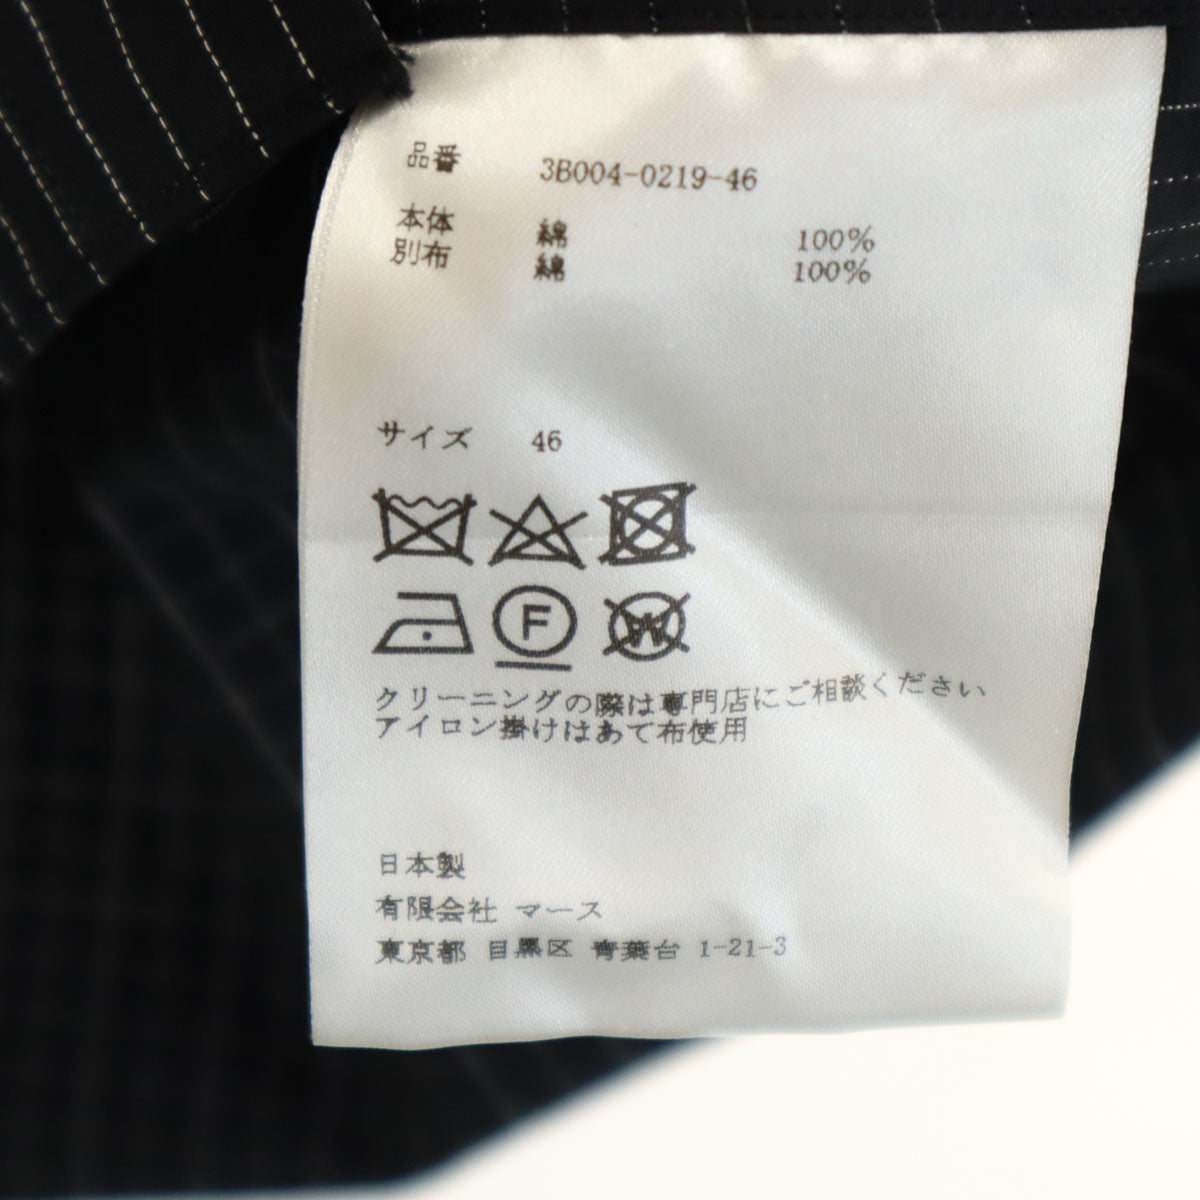 品番 3B004-0219-46
本体 綿 100%
別布 綿 100%
サイズ 46
F
W
クリーニングの際は専門店にご相談ください
アイロン掛けはあて布使用
日本製
有限会社 マース
東京都 目黒区 青葉台 1-21-3